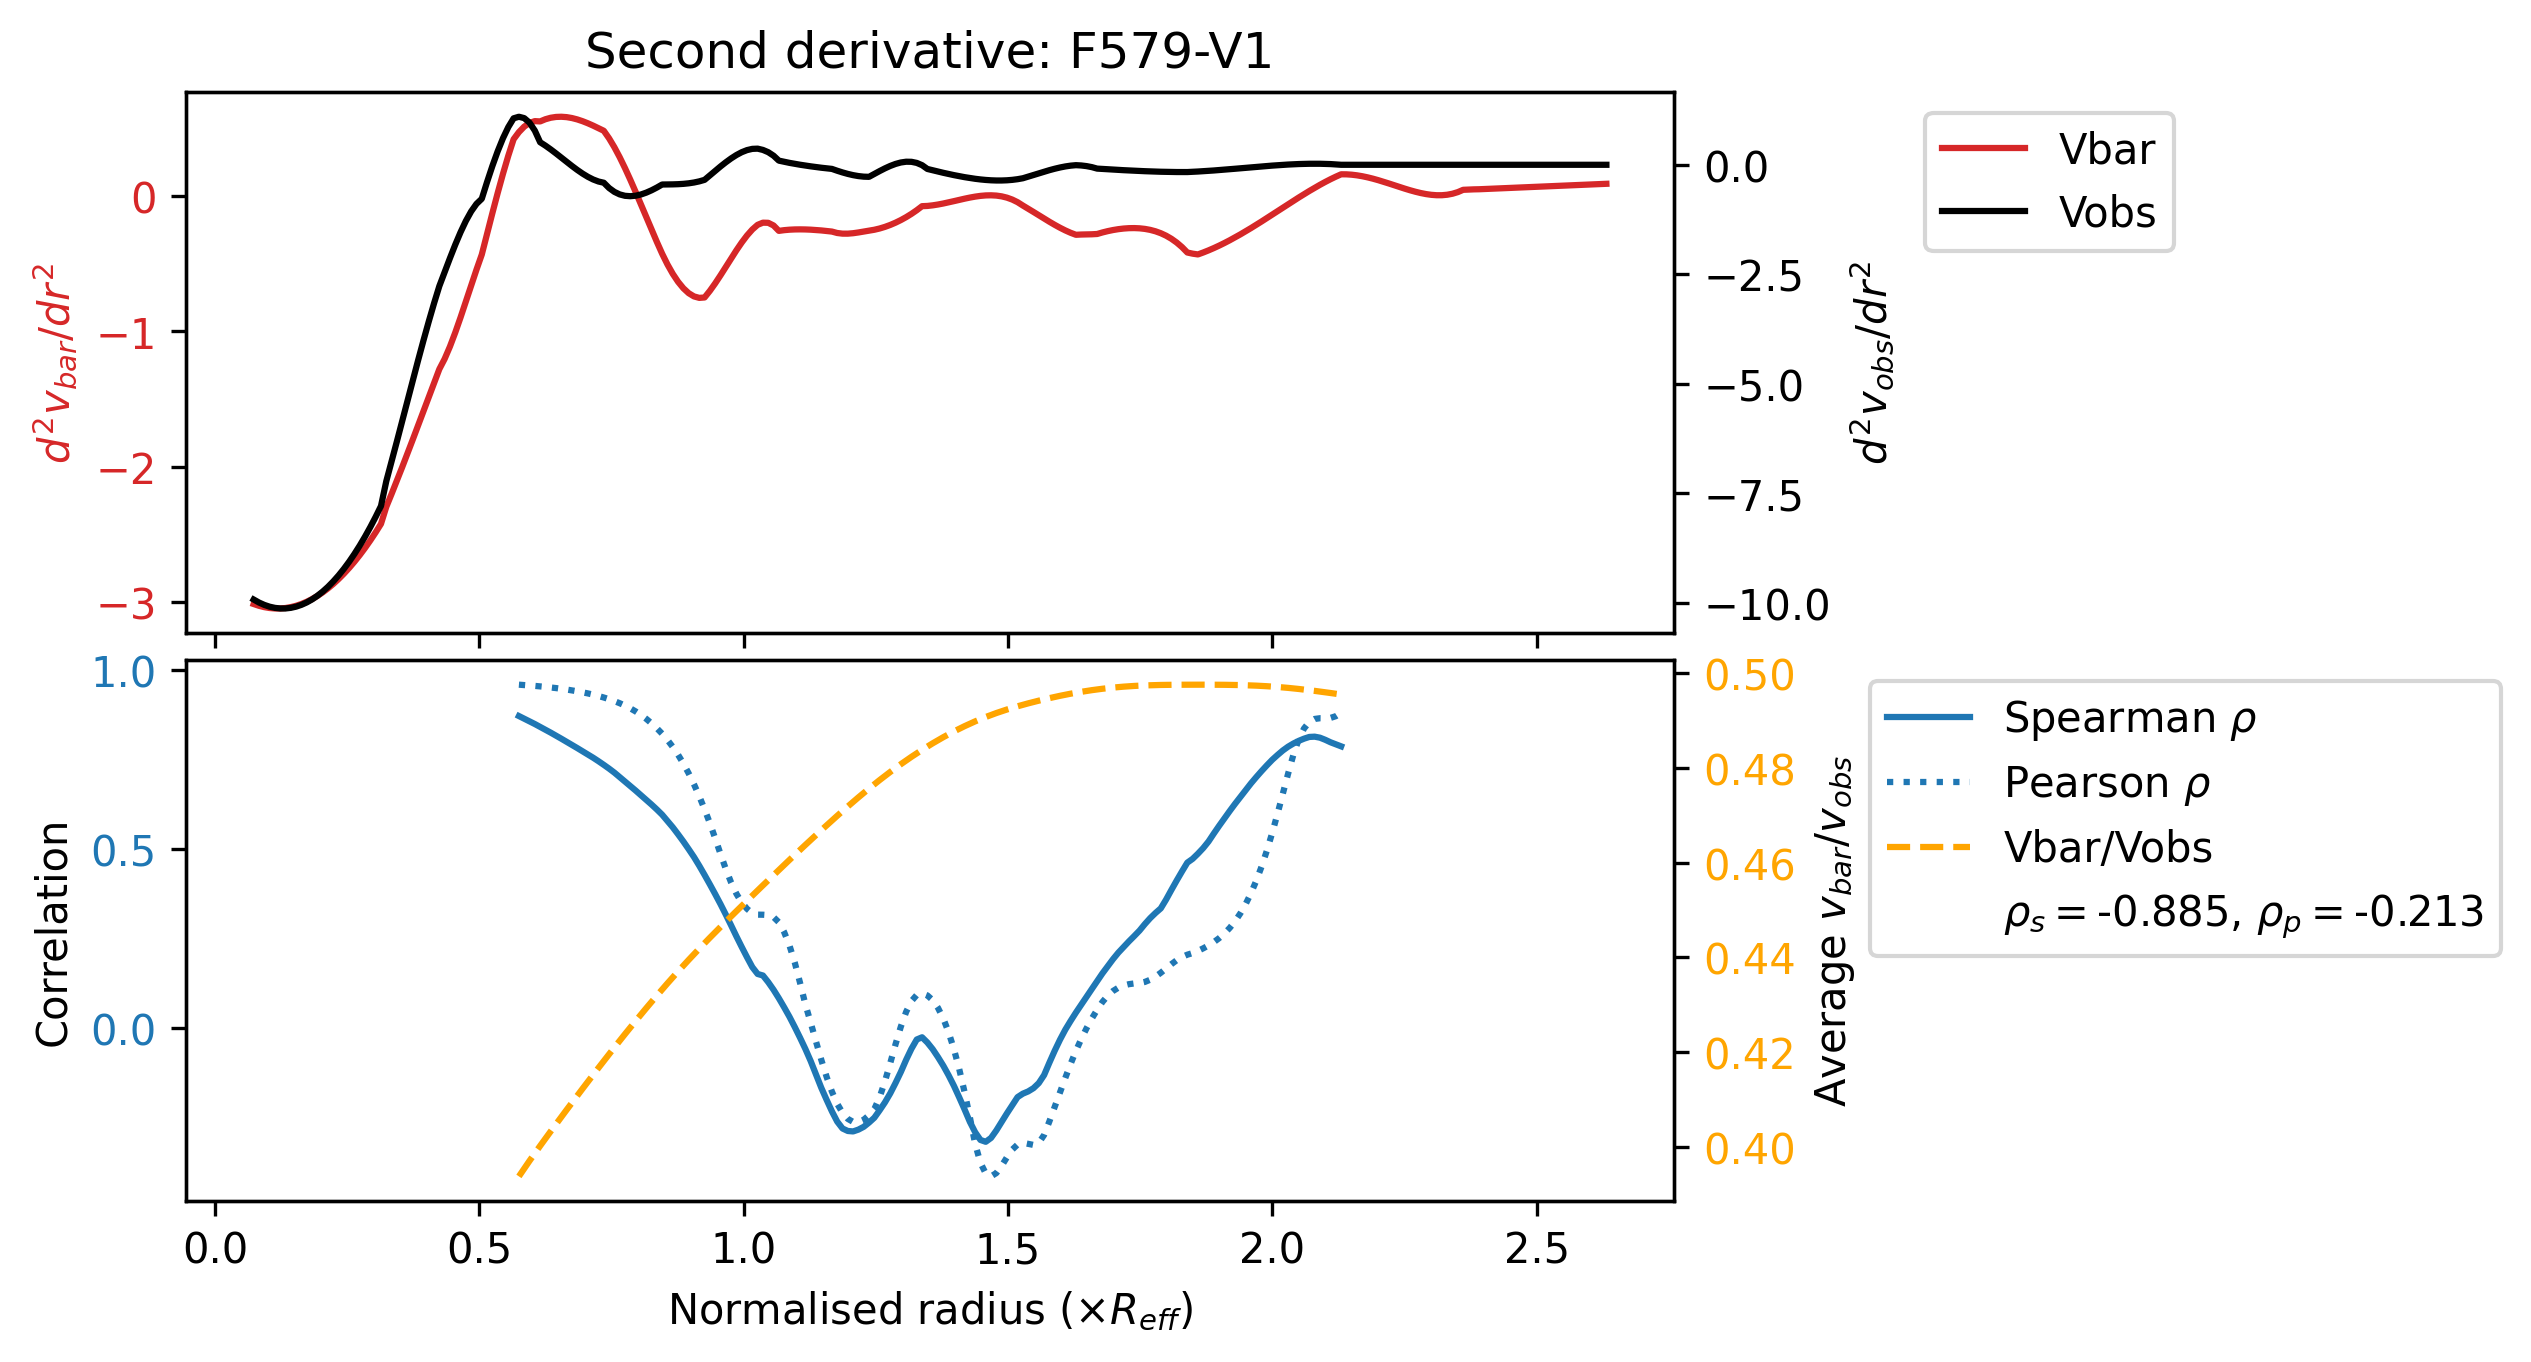 Second derivative: F579-V1
d²v_bar/dr²
0
−1
−2
−3
0.0
−2.5
−5.0
−7.5
−10.0
d²v_obs/dr²
Vbar
Vobs
Correlation
1.0
0.5
0.0
0.50
0.48
0.46
0.44
0.42
0.40
Average v_bar/v_obs
Spearman ρ
Pearson ρ
Vbar/Vobs
ρ_s = -0.885, ρ_p = -0.213
0.0 0.5 1.0 1.5 2.0 2.5
Normalised radius (×R_eff)